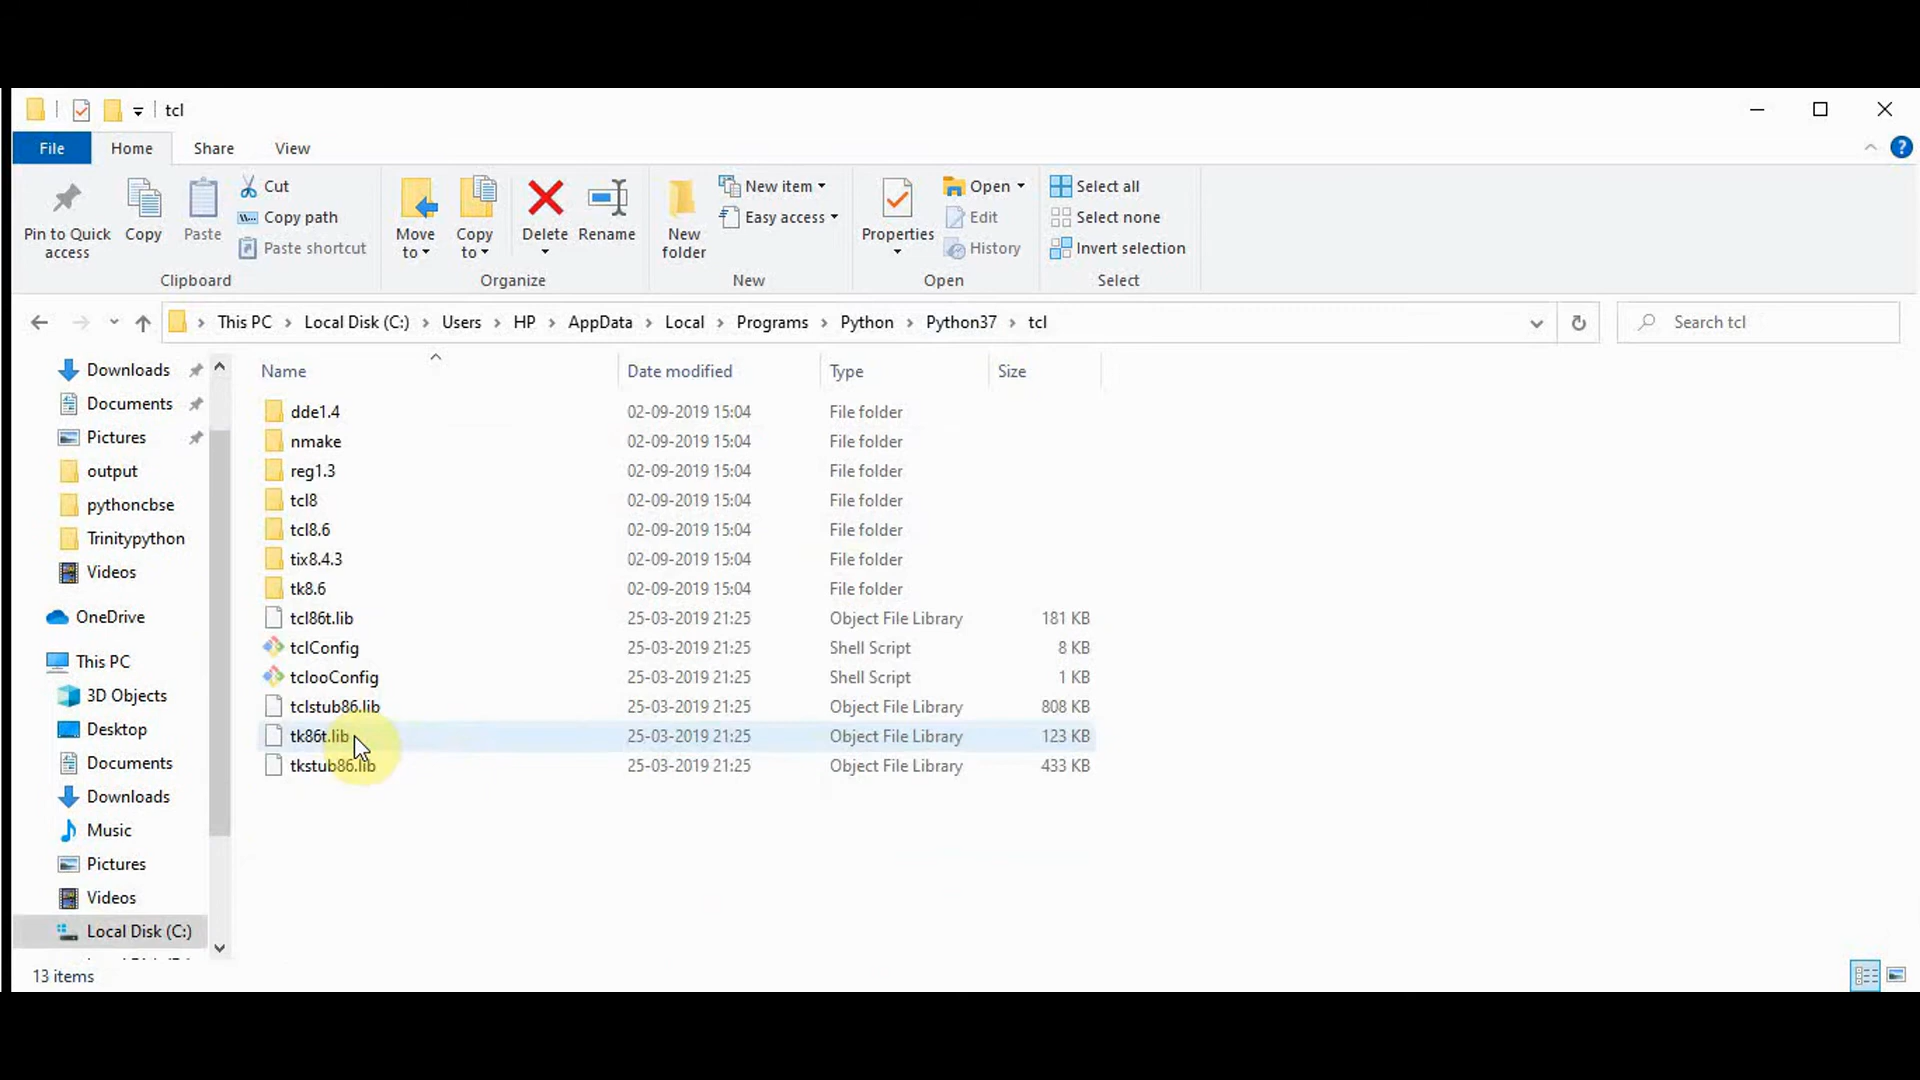 tcl
File Home Share View
Pin to Quick access
Copy
Paste
Cut
Copy path
Paste shortcut
Clipboard
Move to
Copy to
Delete
Rename
Organize
New folder
New item
Easy access
New
Properties
Open
Edit
History
Open
Select all
Select none
Invert selection
Select
This PC Local Disk (C:) Users HP AppData Local Programs Python Python37 tcl
Search tcl
Downloads
Documents
Pictures
output
pythoncbse
Trinitypython
Videos
OneDrive
This PC
3D Objects
Desktop
Documents
Downloads
Music
Pictures
Videos
Local Disk (C:)
Name Date modified Type Size
dde1.4 02-09-2019 15:04 File folder
nmake 02-09-2019 15:04 File folder
reg1.3 02-09-2019 15:04 File folder
tcl8 02-09-2019 15:04 File folder
tcl8.6 02-09-2019 15:04 File folder
tix8.4.3 02-09-2019 15:04 File folder
tk8.6 02-09-2019 15:04 File folder
tcl86t.lib 25-03-2019 21:25 Object File Library 181 KB
tclConfig 25-03-2019 21:25 Shell Script 8 KB
tclooConfig 25-03-2019 21:25 Shell Script 1 KB
tclstub86.lib 25-03-2019 21:25 Object File Library 808 KB
tk86t.lib 25-03-2019 21:25 Object File Library 123 KB
tkstub86.lib 25-03-2019 21:25 Object File Library 433 KB
13 items